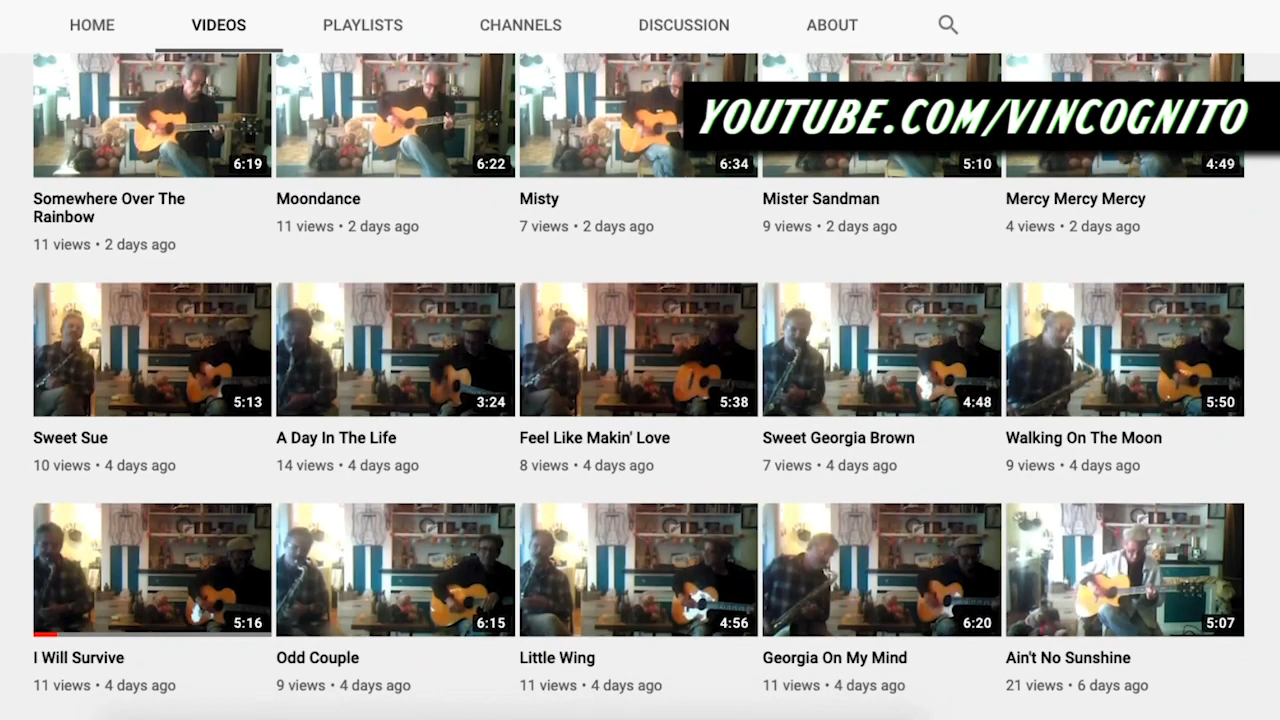 HOME VIDEOS PLAYLISTS CHANNELS DISCUSSION ABOUT
YOUTUBE.COM/VINCOGNITO
6:19 6:22 6:34 5:10 4:49
Somewhere Over The Rainbow
11 views • 2 days ago
Moondance
11 views • 2 days ago
Misty
7 views • 2 days ago
Mister Sandman
9 views • 2 days ago
Mercy Mercy Mercy
4 views • 2 days ago
5:13 3:24 5:38 4:48 5:50
Sweet Sue
10 views • 4 days ago
A Day In The Life
14 views • 4 days ago
Feel Like Makin' Love
8 views • 4 days ago
Sweet Georgia Brown
7 views • 4 days ago
Walking On The Moon
9 views • 4 days ago
5:16 6:15 4:56 6:20 5:07
I Will Survive
11 views • 4 days ago
Odd Couple
9 views • 4 days ago
Little Wing
11 views • 4 days ago
Georgia On My Mind
11 views • 4 days ago
Ain't No Sunshine
21 views • 6 days ago